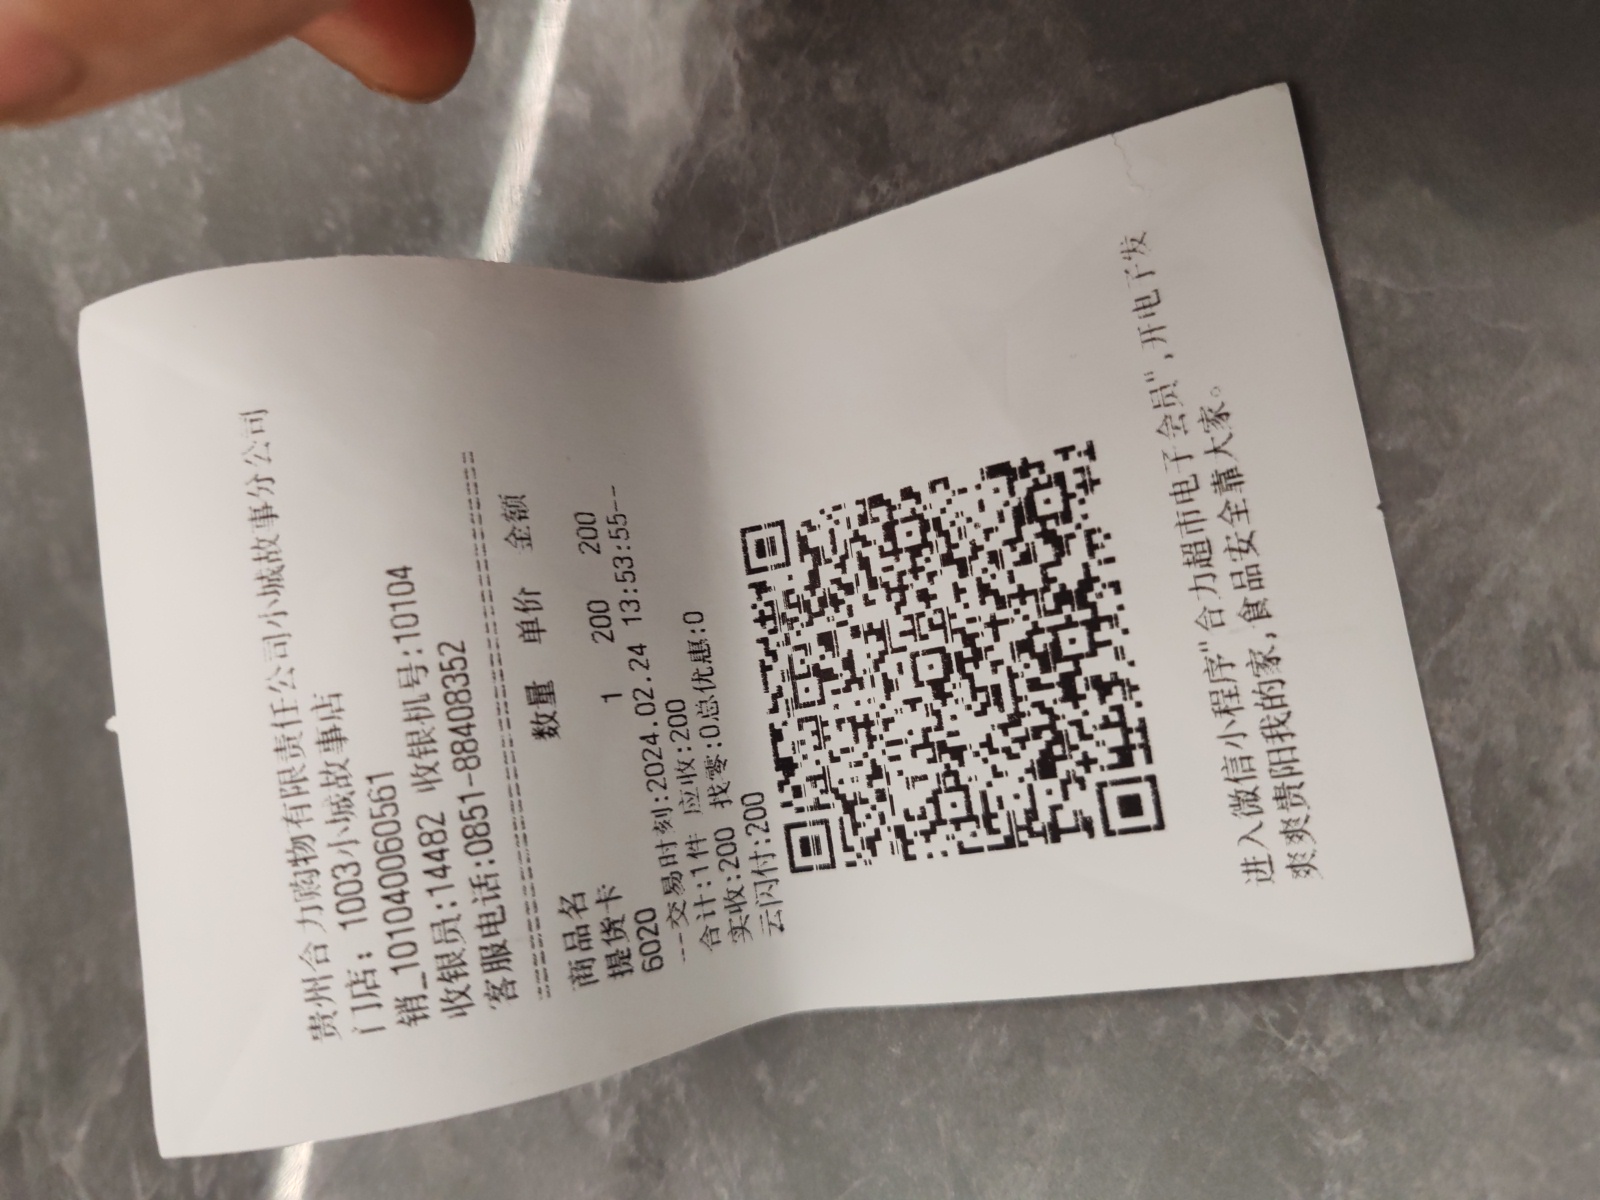 贵州合力购物有限责任公司小城故事分公司
门店: 1003小城故事店
销_101040060561
收银员:14482 收银机号:10104
客服电话:0851-88408352
商品名 数量 单价 金额
提货卡
6020 1 200 200
---交易时刻:2024.02.24 13:53:55--
合计:1件 应收:200
实收:200 找零:0总优惠:0
云闪付:200
进入微信小程序"合力超市电子会员",开电子发
爽爽贵阳我的家,食品安全靠大家。